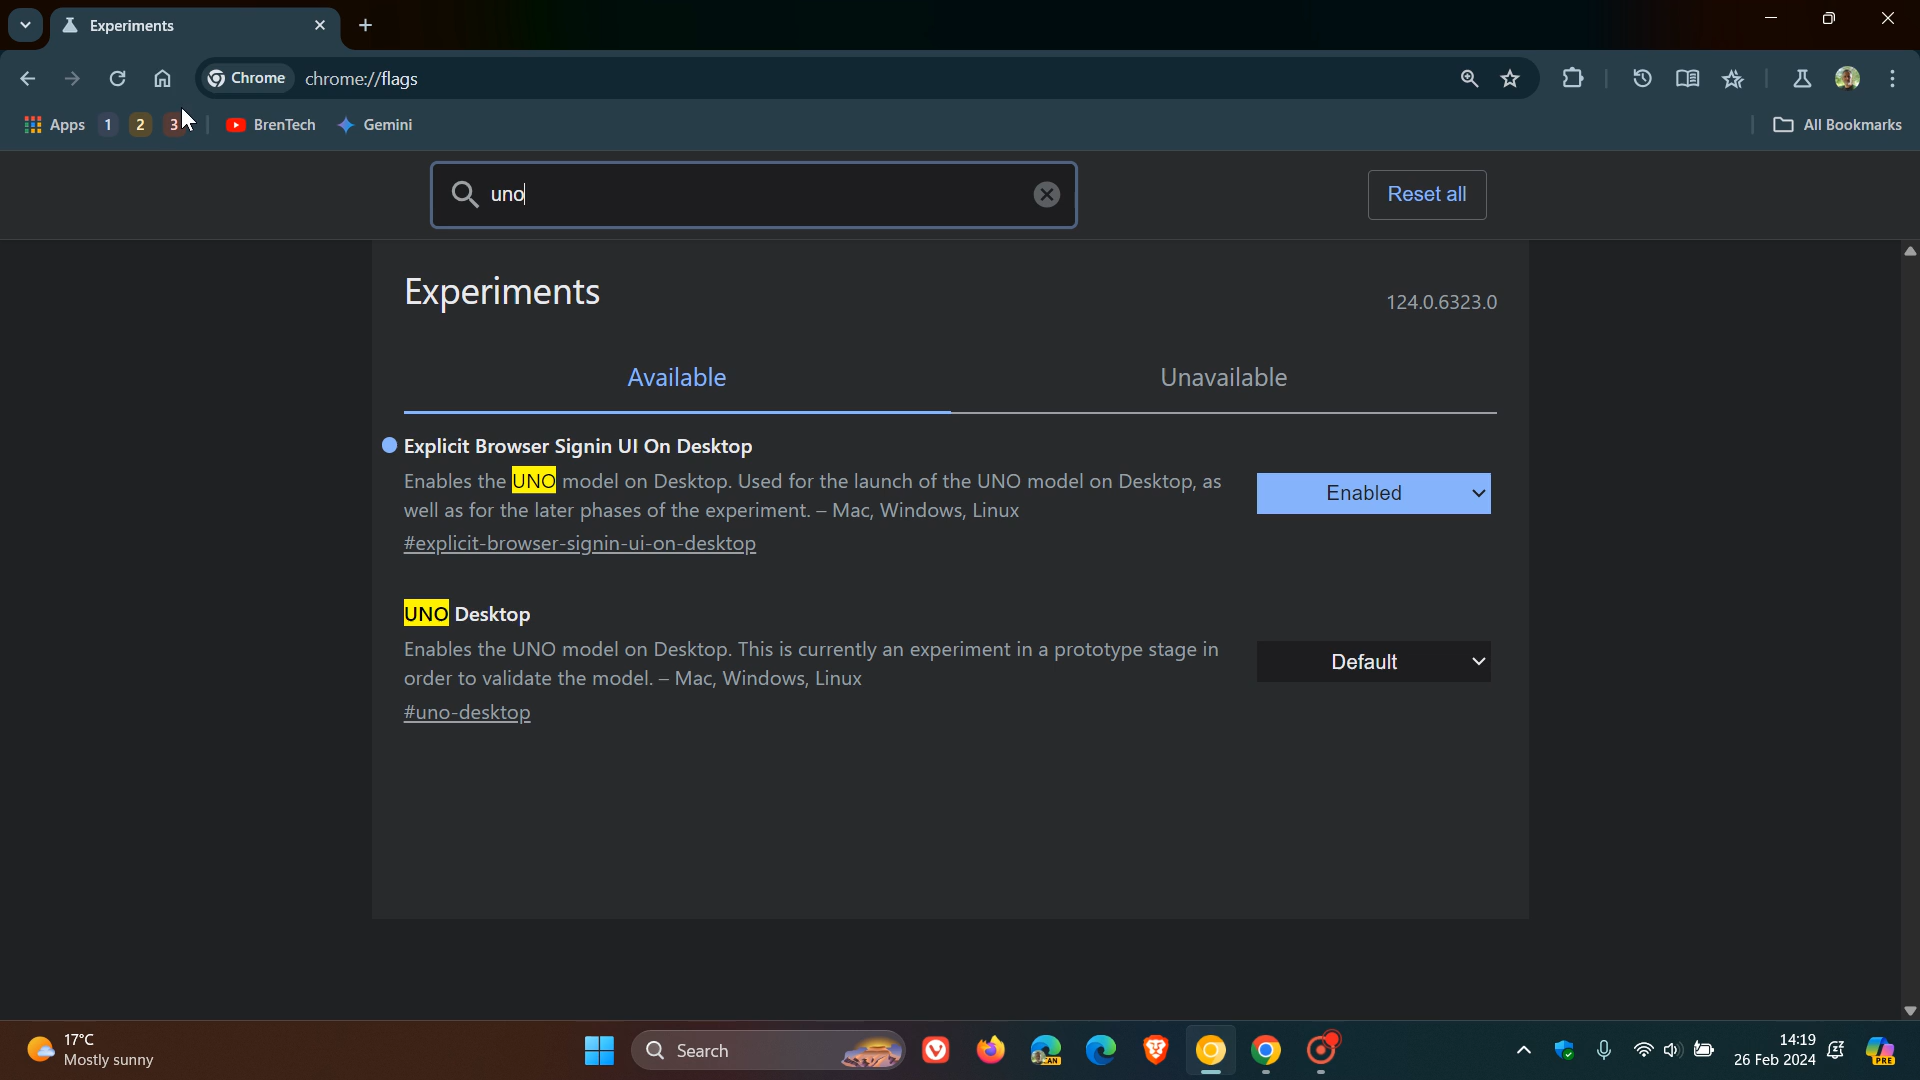 Experiments
Chrome chrome://flags
Apps 1 2 3 BrenTech Gemini All Bookmarks
uno
Reset all
Experiments
124.0.6323.0
Available Unavailable
Explicit Browser Signin UI On Desktop
Enables the UNO model on Desktop. Used for the launch of the UNO model on Desktop, as
well as for the later phases of the experiment. – Mac, Windows, Linux
#explicit-browser-signin-ui-on-desktop
Enabled
UNO Desktop
Enables the UNO model on Desktop. This is currently an experiment in a prototype stage in
order to validate the model. – Mac, Windows, Linux
#uno-desktop
Default
17°C
Mostly sunny
Search
CAN
14:19
26 Feb 2024
PRE